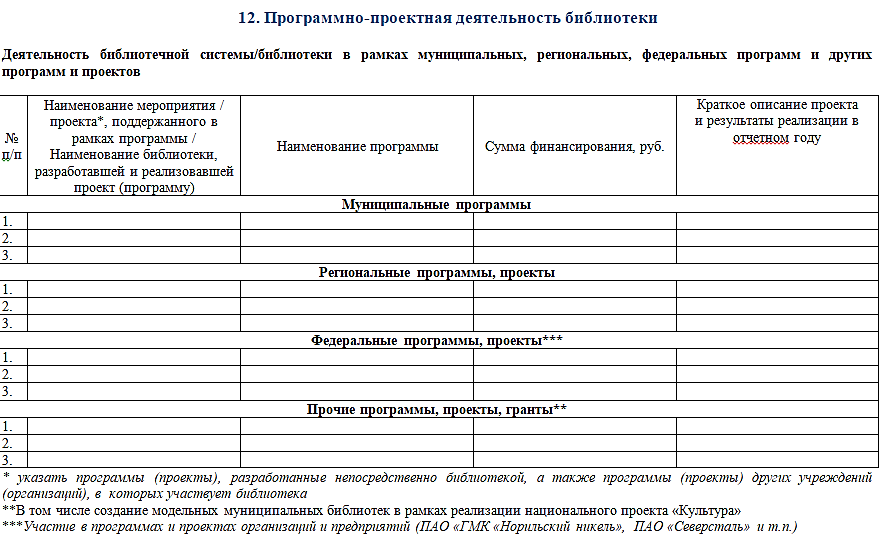 12. Программно-проектная деятельность библиотеки
Деятельность библиотечной системы/библиотеки в рамках муниципальных, региональных, федеральных программ и других
программ и проектов
№
п/п
Наименование мероприятия /
проекта*, поддержанного в
рамках программы /
Наименование библиотеки,
разработавшей и реализовавшей
проект (программу)
Наименование программы
Сумма финансирования, руб.
Краткое описание проекта
и результаты реализации в
отчетном году
Муниципальные программы
1.
2.
3.
Региональные программы, проекты
1.
2.
3.
Федеральные программы, проекты***
1.
2.
3.
Прочие программы, проекты, гранты**
1.
2.
3.
* указать программы (проекты), разработанные непосредственно библиотекой, а также программы (проекты) других учреждений
(организаций), в которых участвует библиотека
**В том числе создание модельных муниципальных библиотек в рамках реализации национального проекта «Культура»
***Участие в программах и проектах организаций и предприятий (ПАО «ГМК «Норильский никель», ПАО «Северсталь» и т.п.)